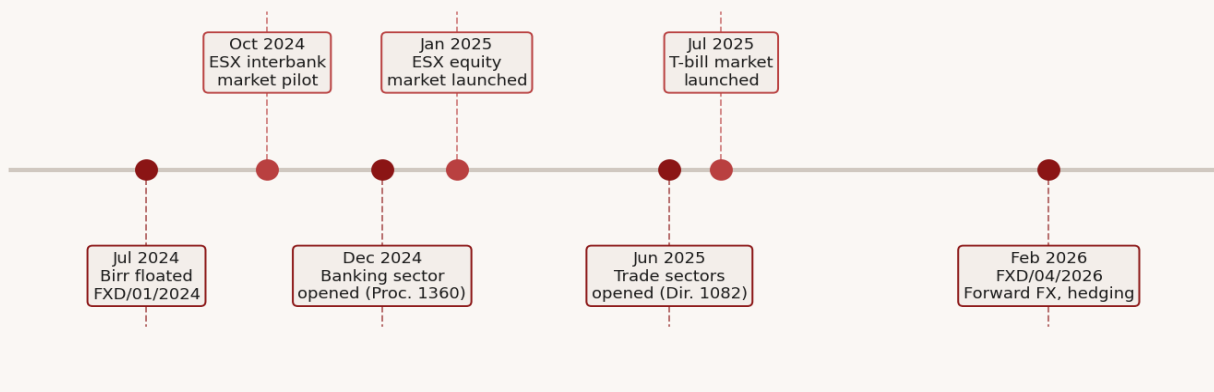 Oct 2024
ESX interbank
market pilot
Jan 2025
ESX equity
market launched
Jul 2025
T-bill market
launched
Jul 2024
Birr floated
FXD/01/2024
Dec 2024
Banking sector
opened (Proc. 1360)
Jun 2025
Trade sectors
opened (Dir. 1082)
Feb 2026
FXD/04/2026
Forward FX, hedging